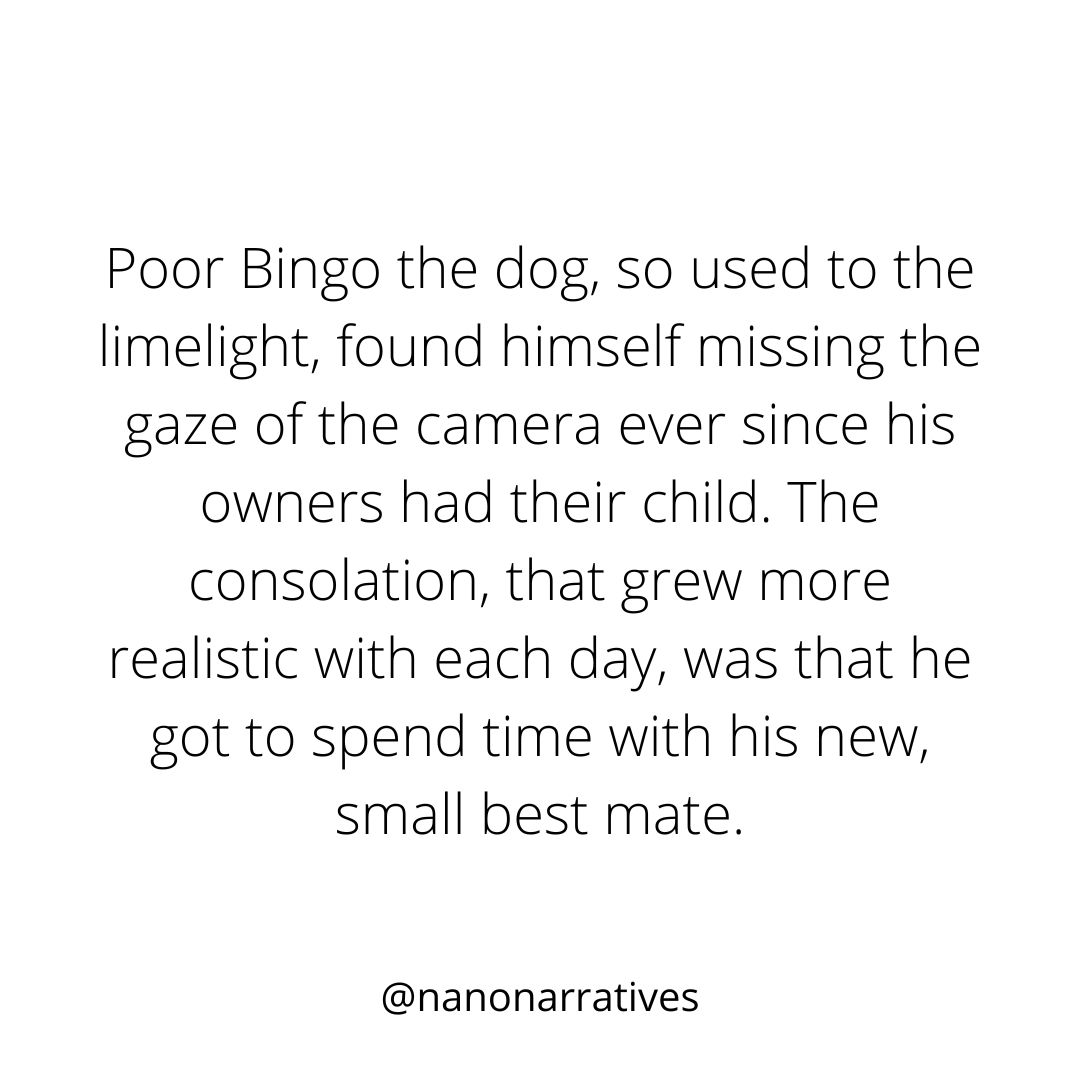 Poor Bingo the dog, so used to the
limelight, found himself missing the
gaze of the camera ever since his
owners had their child. The
consolation, that grew more
realistic with each day, was that he
got to spend time with his new,
small best mate.
@nanonarratives